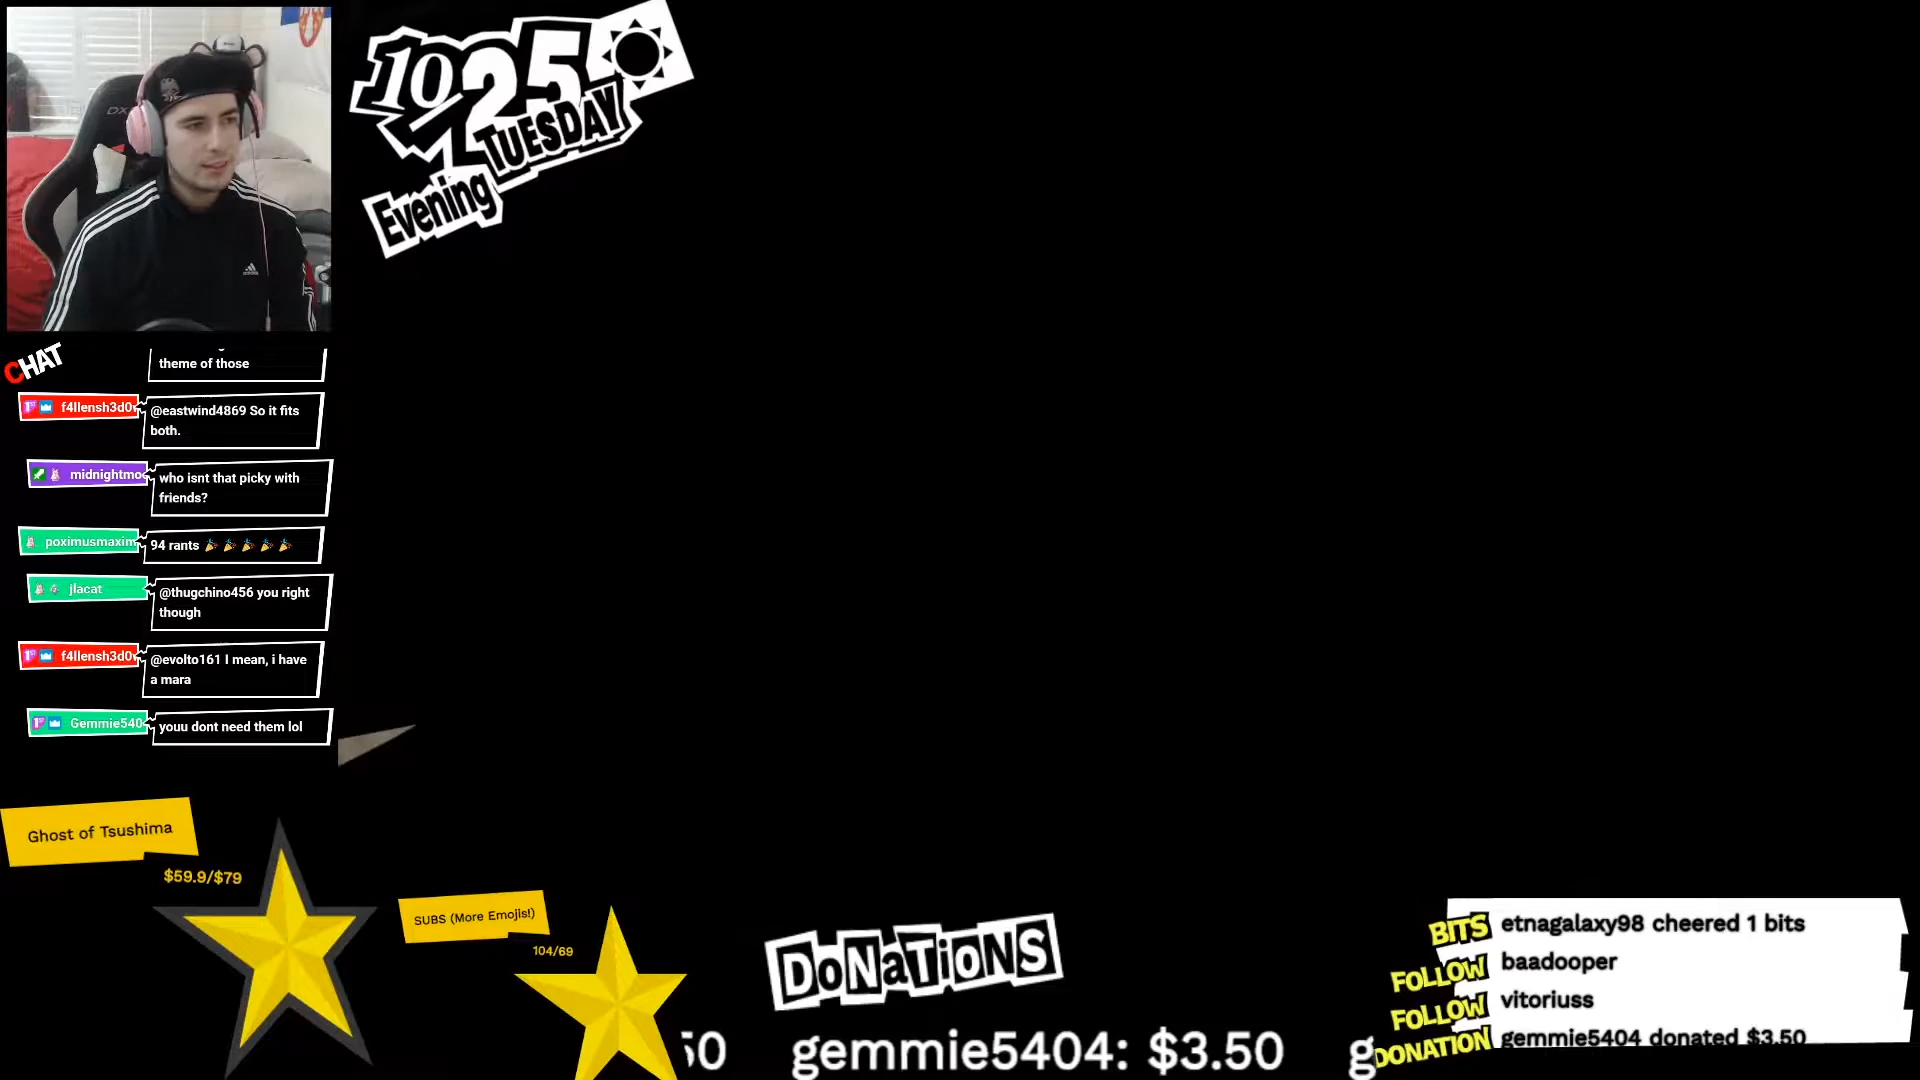 10/25
TUESDAY
Evening
CHAT
theme of those
f4llensh3d0
@eastwind4869 So it fits
both.
midnightmo
who isnt that picky with
friends?
poximusmaxim
94 rants 🎉 🎉 🎉 🎉 🎉
jlacat
@thugchino456 you right
though
f4llensh3d0
@evolto161 I mean, i have
a mara
Gemmie540
youu dont need them lol
Ghost of Tsushima
$59.9/$79
SUBS (More Emojis!)
104/69
DoNaTioNS
50 gemmie5404: $3.50 g
BITS etnagalaxy98 cheered 1 bits
FOLLOW baadooper
FOLLOW vitoriuss
DONATION gemmie5404 donated $3.50